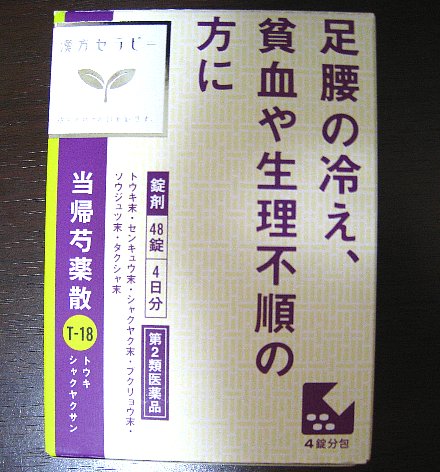 足腰の冷え、
貧血や生理不順の
方に
漢方セラピー
錠剤
48錠
4日分
第2類医薬品
トウキ末・センキュウ末・シャクヤク末・ブクリョウ末・
ソウジュツ末・タクシャ末
当帰芍薬散
T-18
トウキ
シャクヤクサン
4錠分包